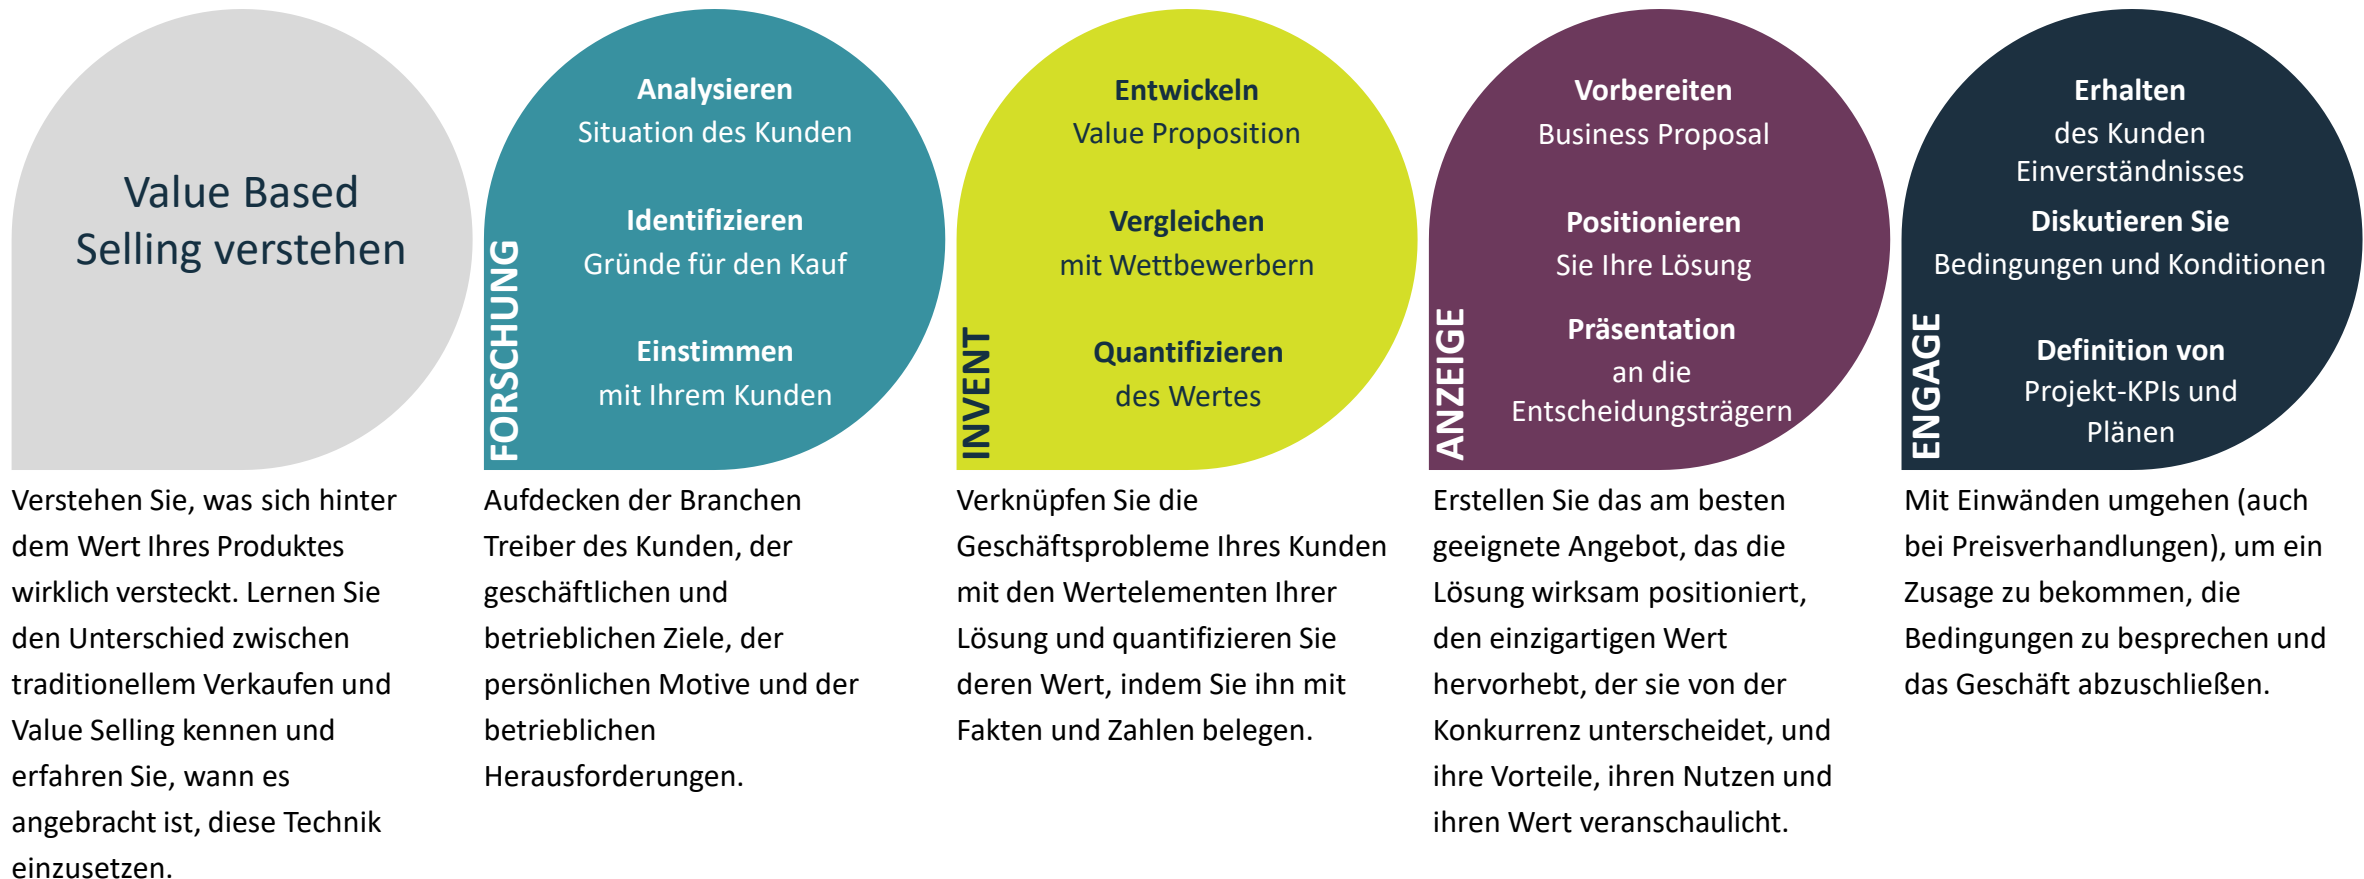 Value Based
Selling verstehen
Verstehen Sie, was sich hinter
dem Wert Ihres Produktes
wirklich versteckt. Lernen Sie
den Unterschied zwischen
traditionellem Verkaufen und
Value Selling kennen und
erfahren Sie, wann es
angebracht ist, diese Technik
einzusetzen.
FORSCHUNG
Analysieren
Situation des Kunden
Identifizieren
Gründe für den Kauf
Einstimmen
mit Ihrem Kunden
Aufdecken der Branchen
Treiber des Kunden, der
geschäftlichen und
betrieblichen Ziele, der
persönlichen Motive und der
betrieblichen
Herausforderungen.
INVENT
Entwickeln
Value Proposition
Vergleichen
mit Wettbewerbern
Quantifizieren
des Wertes
Verknüpfen Sie die
Geschäftsprobleme Ihres Kunden
mit den Wertelementen Ihrer
Lösung und quantifizieren Sie
deren Wert, indem Sie ihn mit
Fakten und Zahlen belegen.
ANZEIGE
Vorbereiten
Business Proposal
Positionieren
Sie Ihre Lösung
Präsentation
an die
Entscheidungsträgern
Erstellen Sie das am besten
geeignete Angebot, das die
Lösung wirksam positioniert,
den einzigartigen Wert
hervorhebt, der sie von der
Konkurrenz unterscheidet, und
ihre Vorteile, ihren Nutzen und
ihren Wert veranschaulicht.
ENGAGE
Erhalten
des Kunden
Einverständnisses
Diskutieren Sie
Bedingungen und Konditionen
Definition von
Projekt-KPIs und
Plänen
Mit Einwänden umgehen (auch
bei Preisverhandlungen), um ein
Zusage zu bekommen, die
Bedingungen zu besprechen und
das Geschäft abzuschließen.